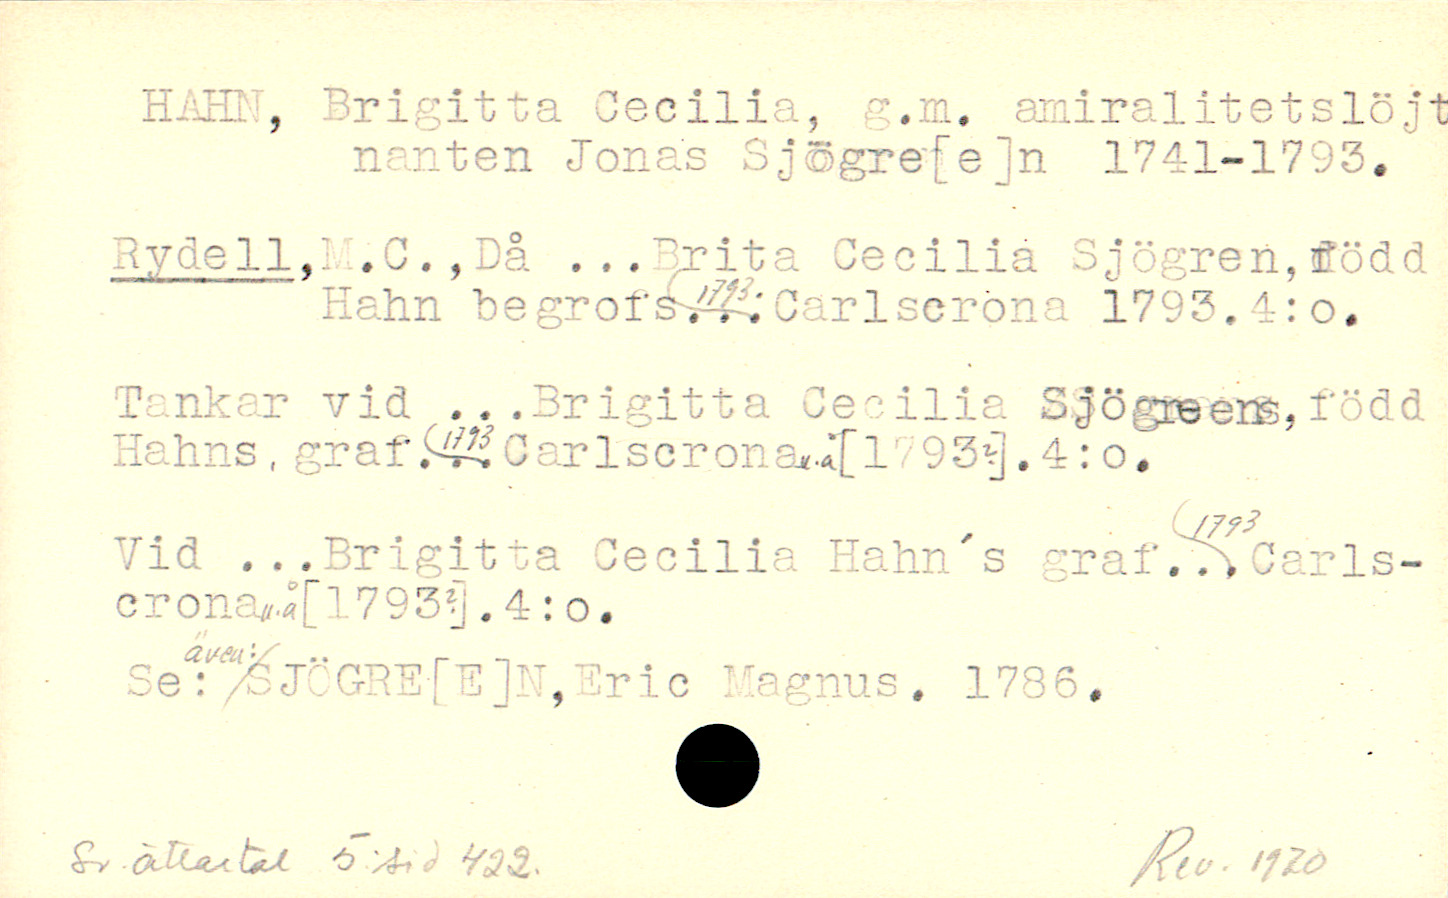 HAHN, Brigitta Cecilia, g.m. amiralitetslöjt
nanten Jonas Sjögre[e]n 1741-1793.
Rydell,M.C.,Då ...Brita Cecilia Sjögren,född
Hahn begrofs...Carlscrona 1793.4:o.
1793.
Tankar vid ...Brigitta Cecilia Sjögreens,född
Hahns, graf...Carlscrona u.å [1793?].4:o.
1793
Vid ...Brigitta Cecilia Hahn's graf...Carls-
1793
crona u.å [1793?].4:o.
även:
Se: SJÖGRE[E]N,Eric Magnus. 1786.
Sv. ättartal 5:sid 422.
Rev. 1920